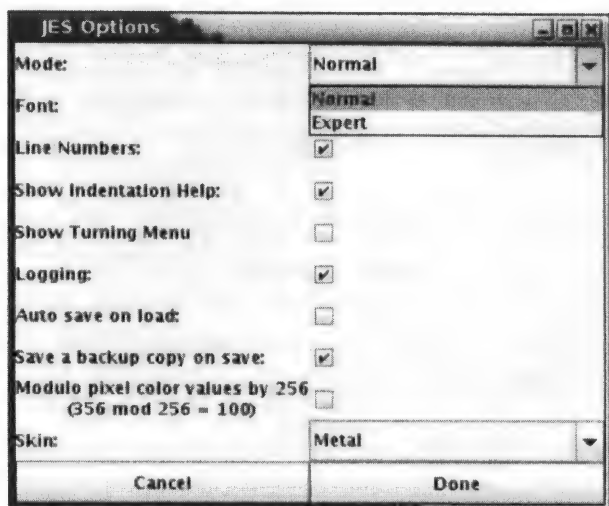 JES Options
Mode: Normal
Font: Normal
Expert
Line Numbers:
Show Indentation Help:
Show Turning Menu
Logging:
Auto save on load:
Save a backup copy on save:
Modulo pixel color values by 256
(356 mod 256 = 100)
Skin: Metal
Cancel Done